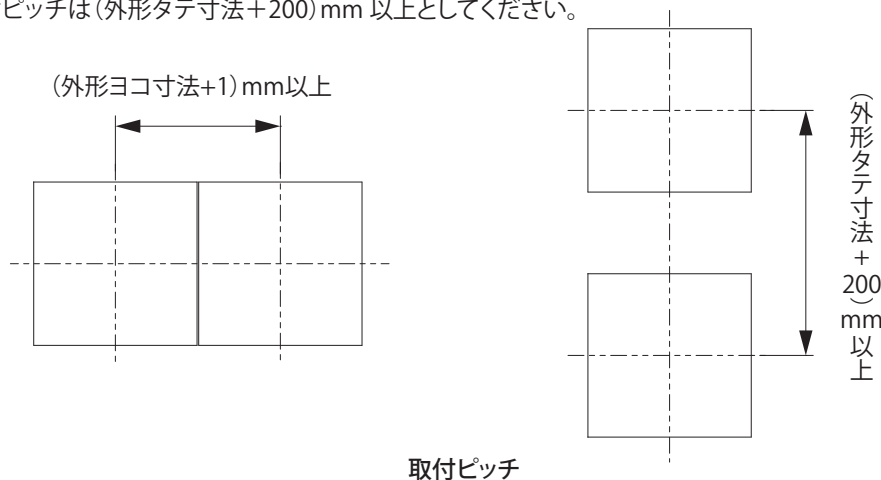 ピッチは（外形タテ寸法＋200）mm 以上としてください。
（外形ヨコ寸法+1）mm以上
（外形タテ寸法＋200）mm以上
取付ピッチ